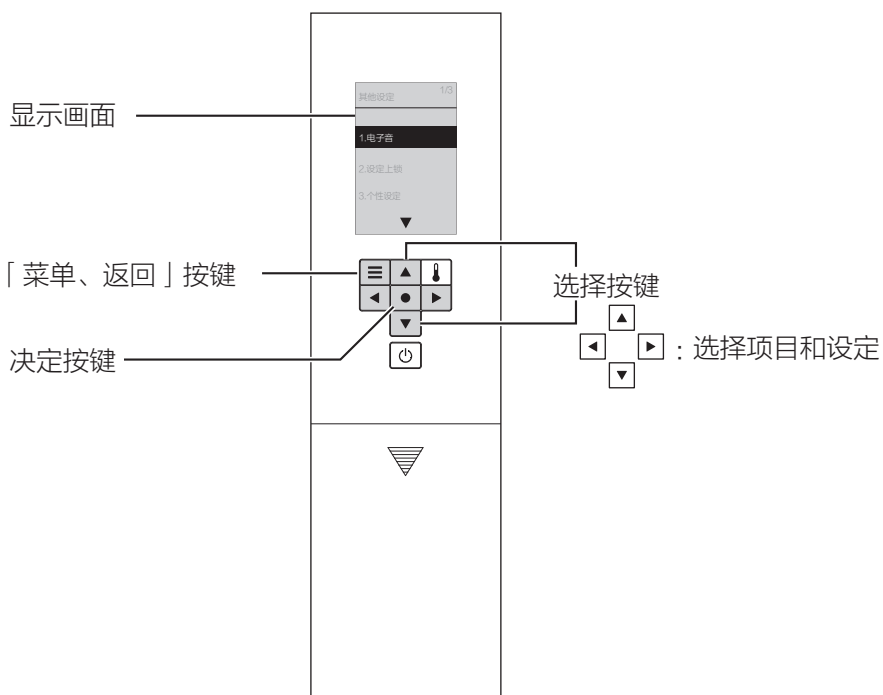 显示画面
其他设定 1/3
1.电子音
2.设定上锁
3.个性设定
「菜单、返回」按键
选择按键
决定按键
：选择项目和设定